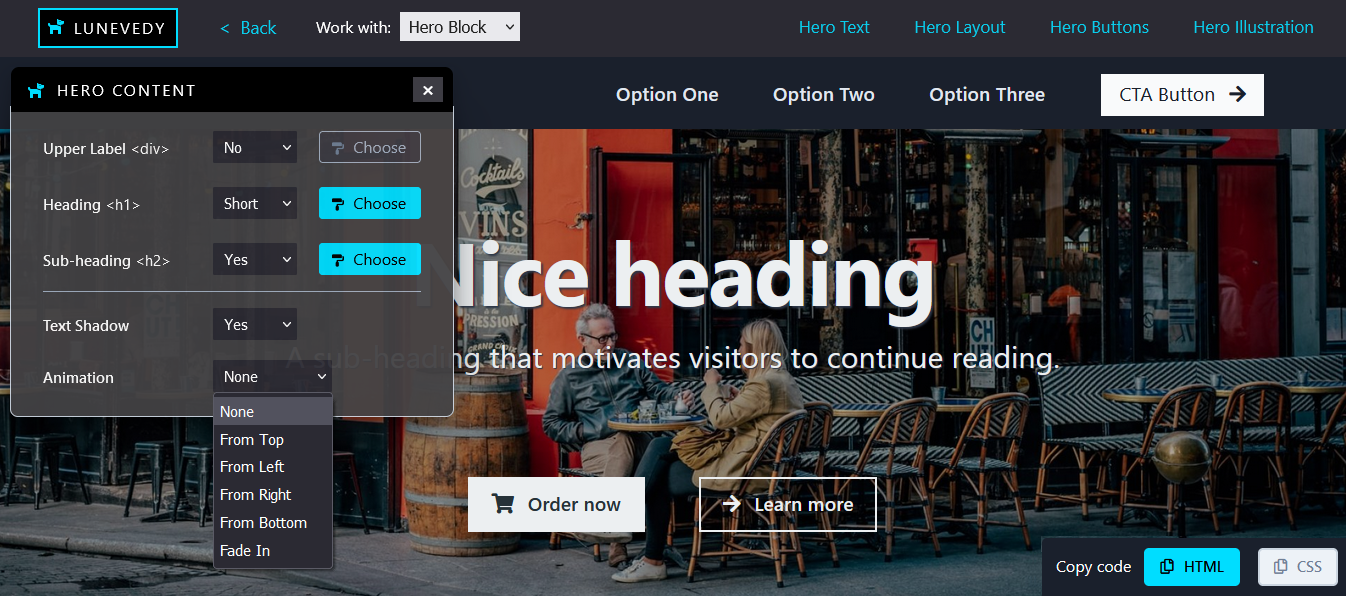 LUNEVEDY
< Back
Work with: Hero Block
Hero Text Hero Layout Hero Buttons Hero Illustration
HERO CONTENT
Option One Option Two Option Three CTA Button
Upper Label <div> No Choose
Heading <h1> Short Choose
Sub-heading <h2> Yes Choose
Text Shadow Yes
Animation None
None
From Top
From Left
From Right
From Bottom
Fade In
Cocktails
VINS
Nice heading
PRESSION
A sub-heading that motivates visitors to continue reading.
CH
Order now Learn more
Copy code HTML CSS